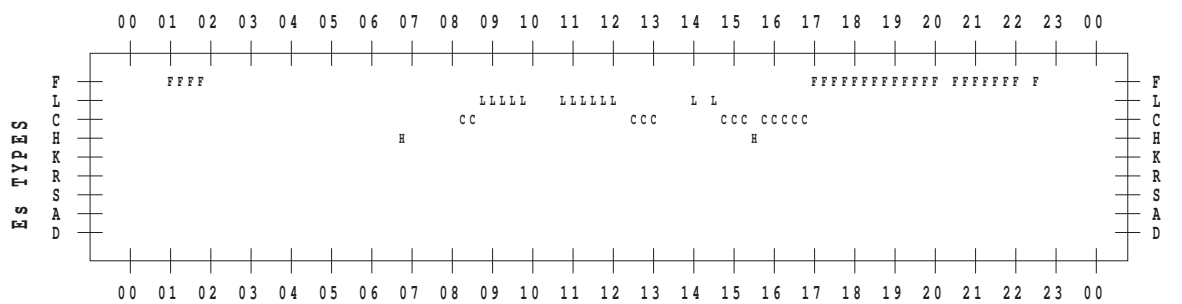 00 01 02 03 04 05 06 07 08 09 10 11 12 13 14 15 16 17 18 19 20 21 22 23 00
F FFFF FFFFFFFFFFFFF FFFFFFF F F
L LLLLL LLLLLL L L L
C CC CCC CCC CCCCC C
H H H H
K K
R R
S S
A A
D D
Es TYPES
00 01 02 03 04 05 06 07 08 09 10 11 12 13 14 15 16 17 18 19 20 21 22 23 00